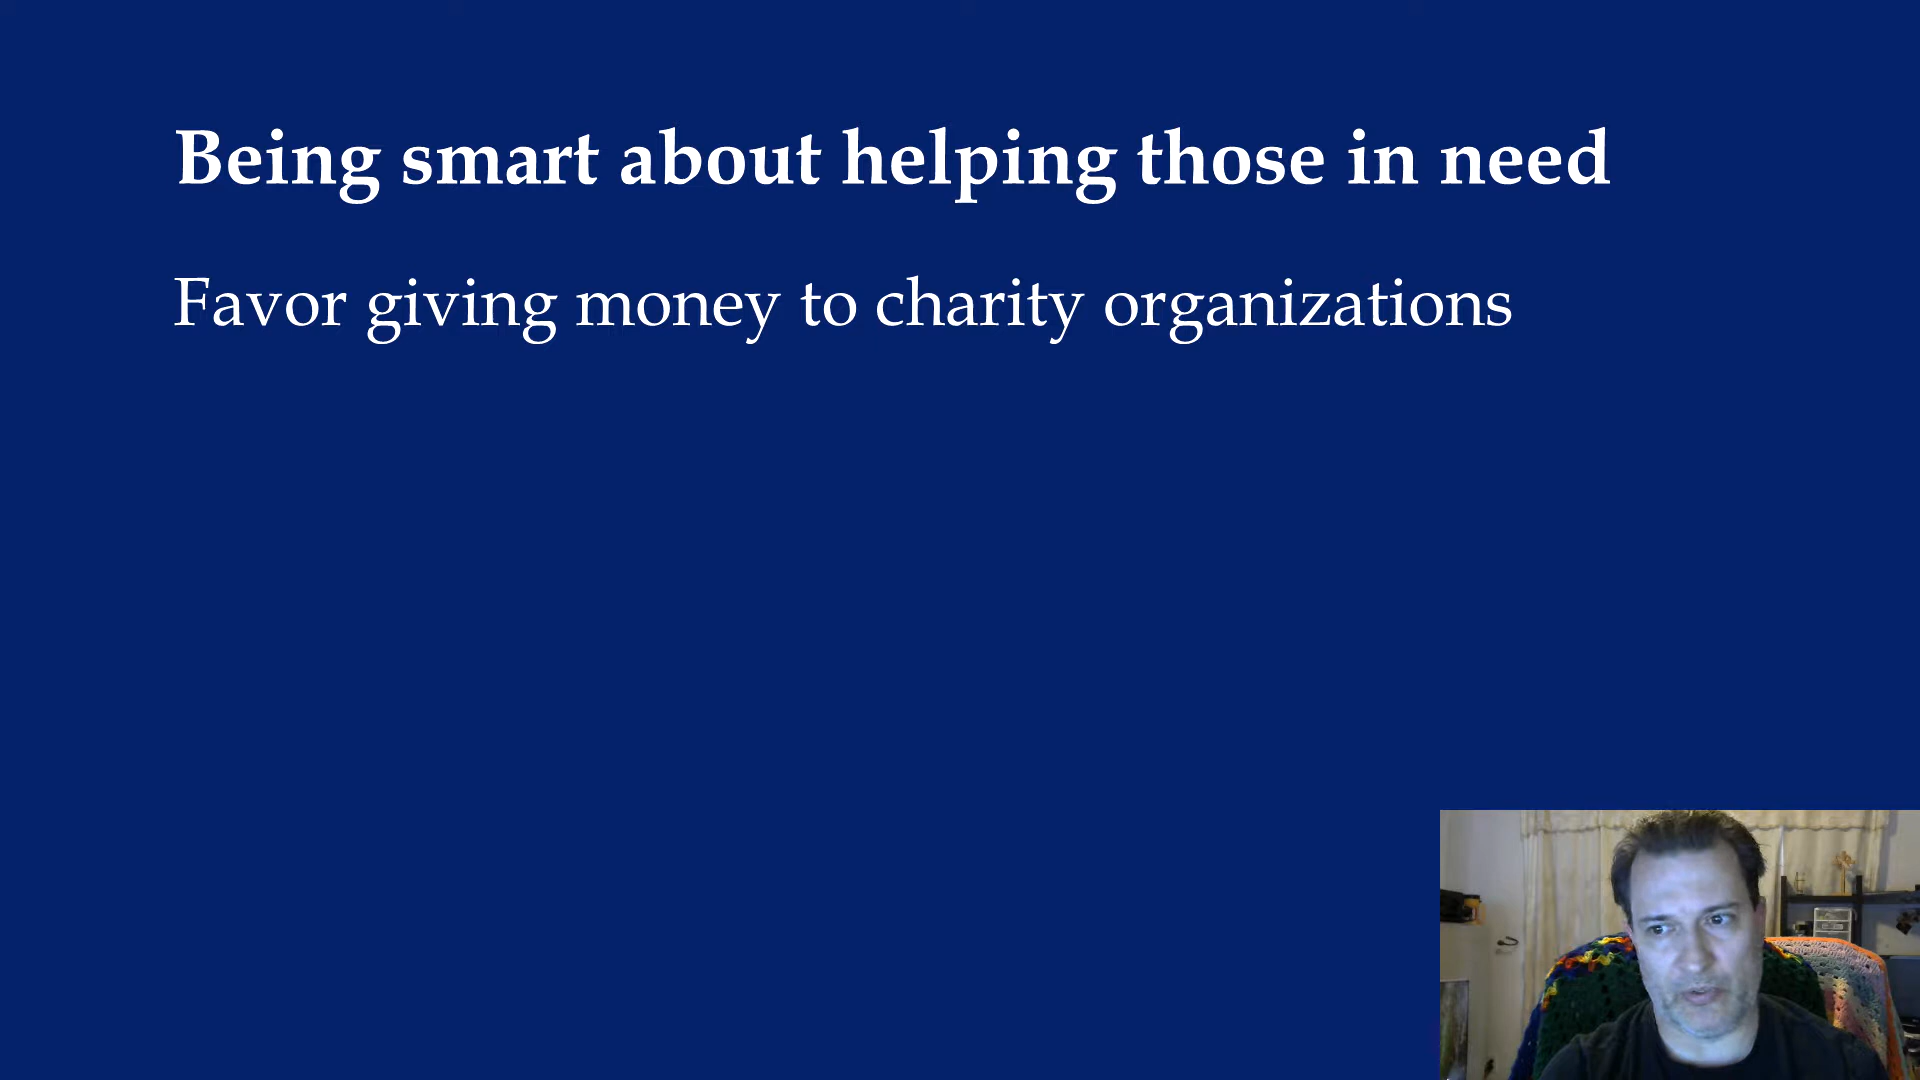 Being smart about helping those in need
Favor giving money to charity organizations